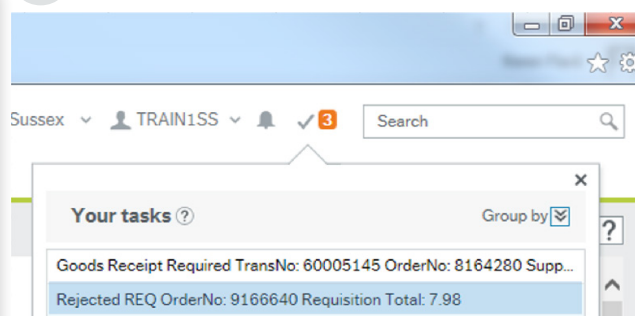 Sussex TRAIN1SS 3 Search
Your tasks ? Group by
?
Goods Receipt Required TransNo: 60005145 OrderNo: 8164280 Supp...
Rejected REQ OrderNo: 9166640 Requisition Total: 7.98